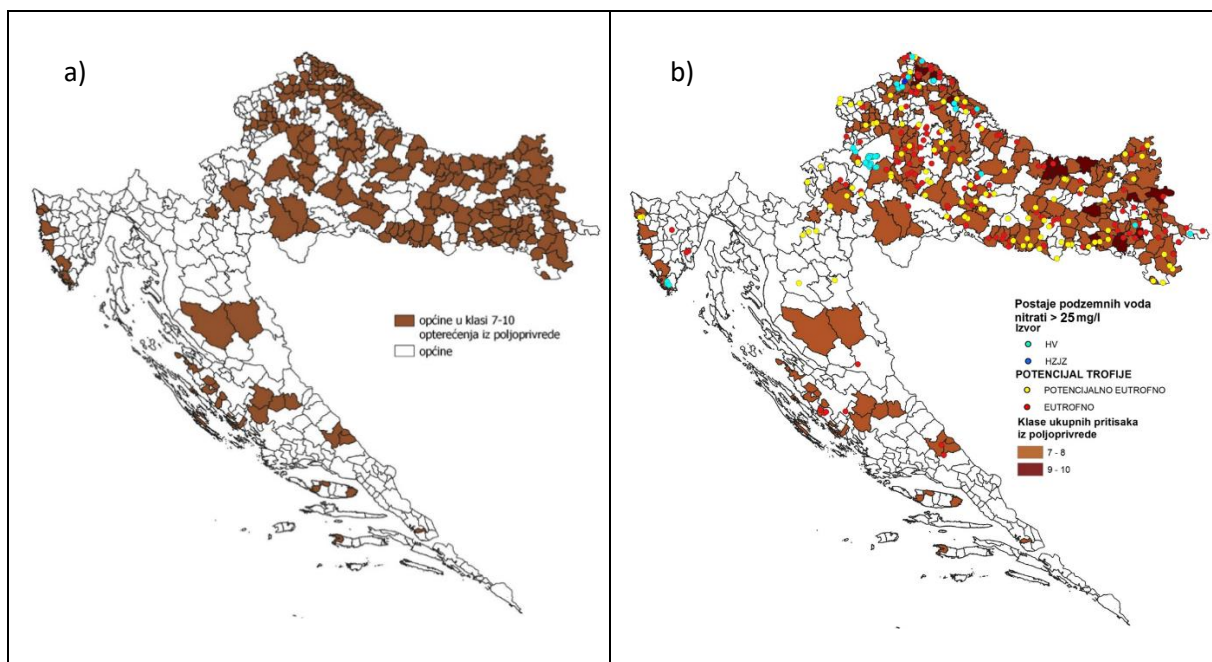 a)
općine u klasi 7-10
opterećenja iz poljoprivrede
općine
b)
Postaje podzemnih voda
nitrati > 25 mg/l
Izvor
HV
HZJZ
POTENCIJAL TROFIJE
POTENCIJALNO EUTROFNO
EUTROFNO
Klase ukupnih pritisaka
iz poljoprivrede
7 - 8
9 - 10